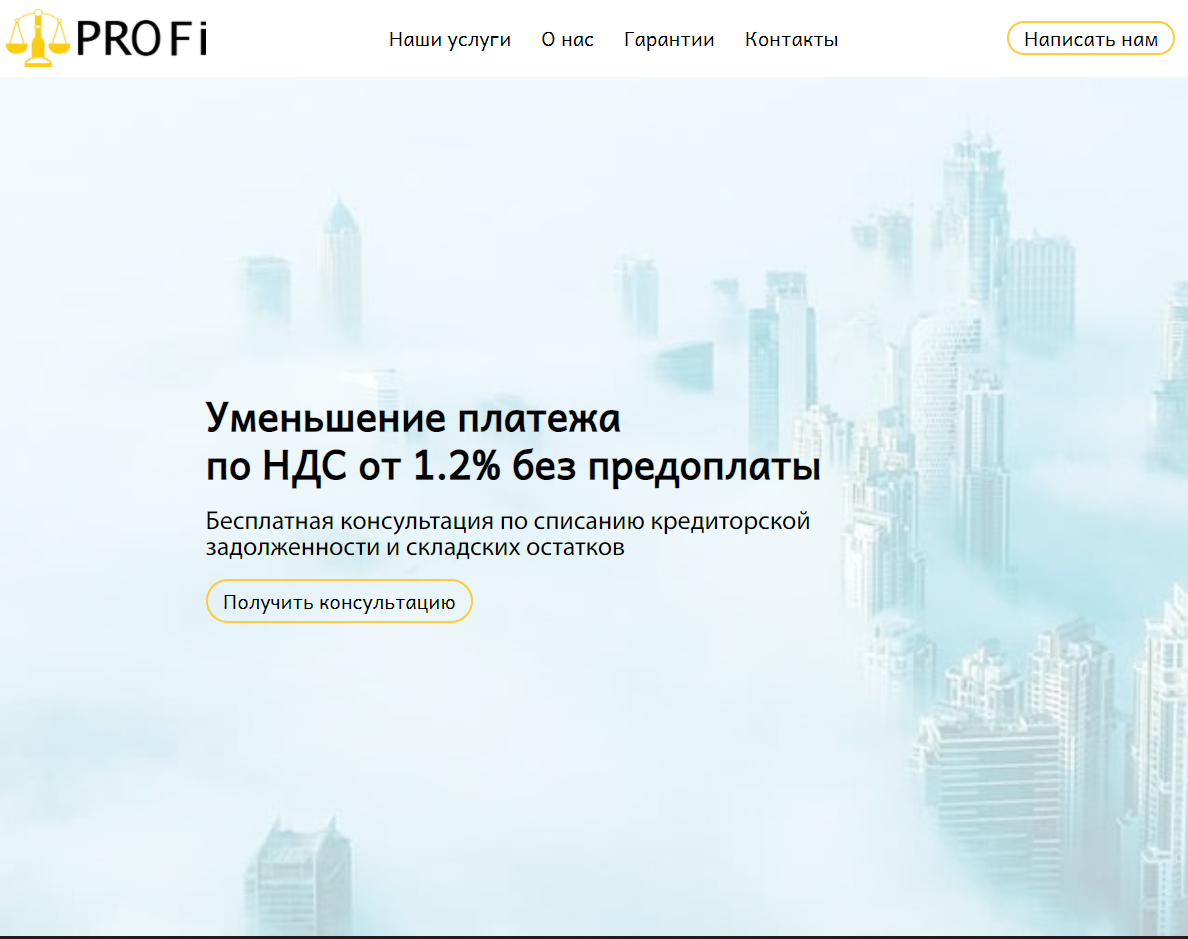 PROFi
Наши услуги
О нас
Гарантии
Контакты
Написать нам
Уменьшение платежа
по НДС от 1.2% без предоплаты
Бесплатная консультация по списанию кредиторской
задолженности и складских остатков
Получить консультацию